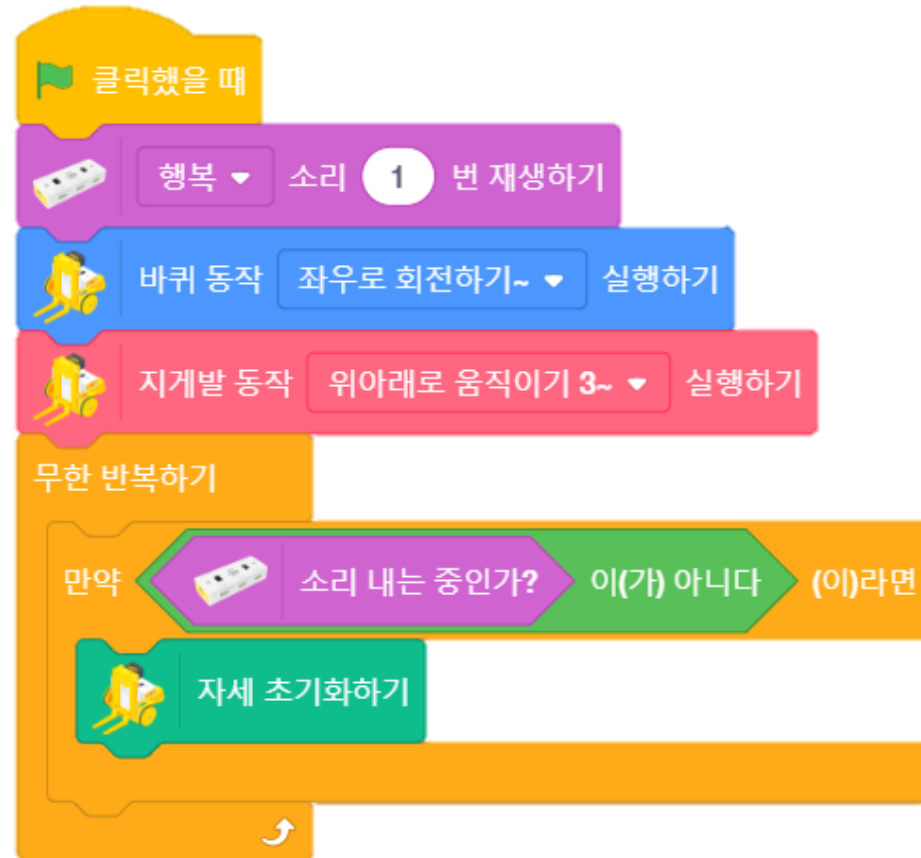 클릭했을 때
행복 소리 1 번 재생하기
바퀴 동작 좌우로 회전하기~ 실행하기
지게발 동작 위아래로 움직이기 3~ 실행하기
무한 반복하기
만약 소리 내는 중인가? 이(가) 아니다 (이)라면
자세 초기화하기